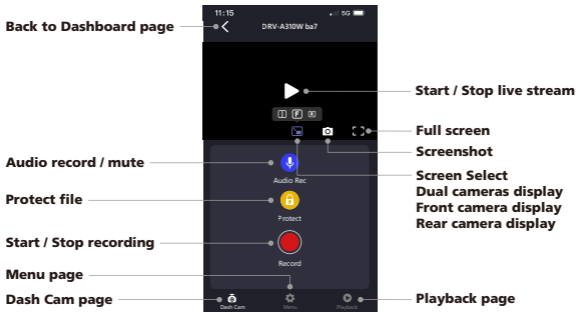 11:15
5G
Back to Dashboard page
DRV-A310W ba7
Start / Stop live stream
F
Full screen
Screenshot
Audio record / mute
Audio Rec
Screen Select
Dual cameras display
Front camera display
Rear camera display
Protect file
Protect
Start / Stop recording
Record
Menu page
Dash Cam page
Dash Cam
Menu
Playback
Playback page